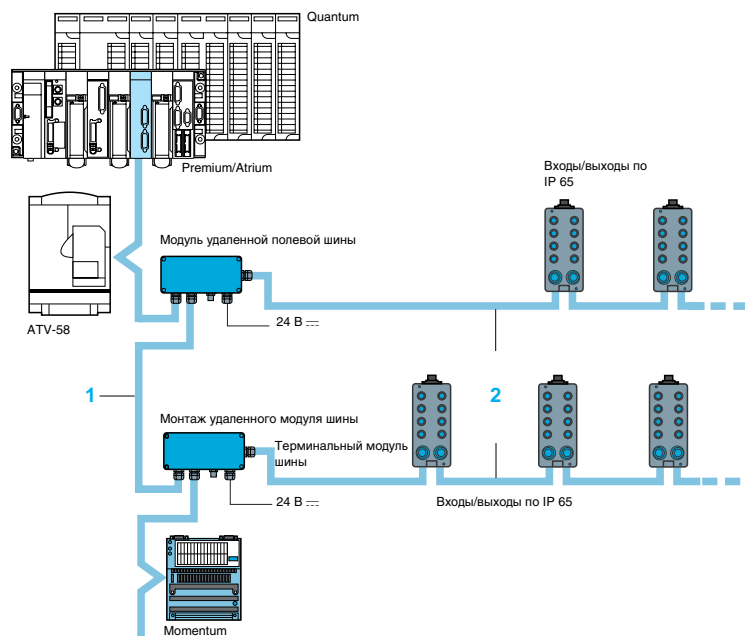 Quantum
Premium/Atrium
Входы/выходы по
IP 65
Модуль удаленной полевой шины
24 В
ATV-58
1
2
Монтаж удаленного модуля шины
Терминальный модуль
шины
24 В
Входы/выходы по IP 65
Momentum